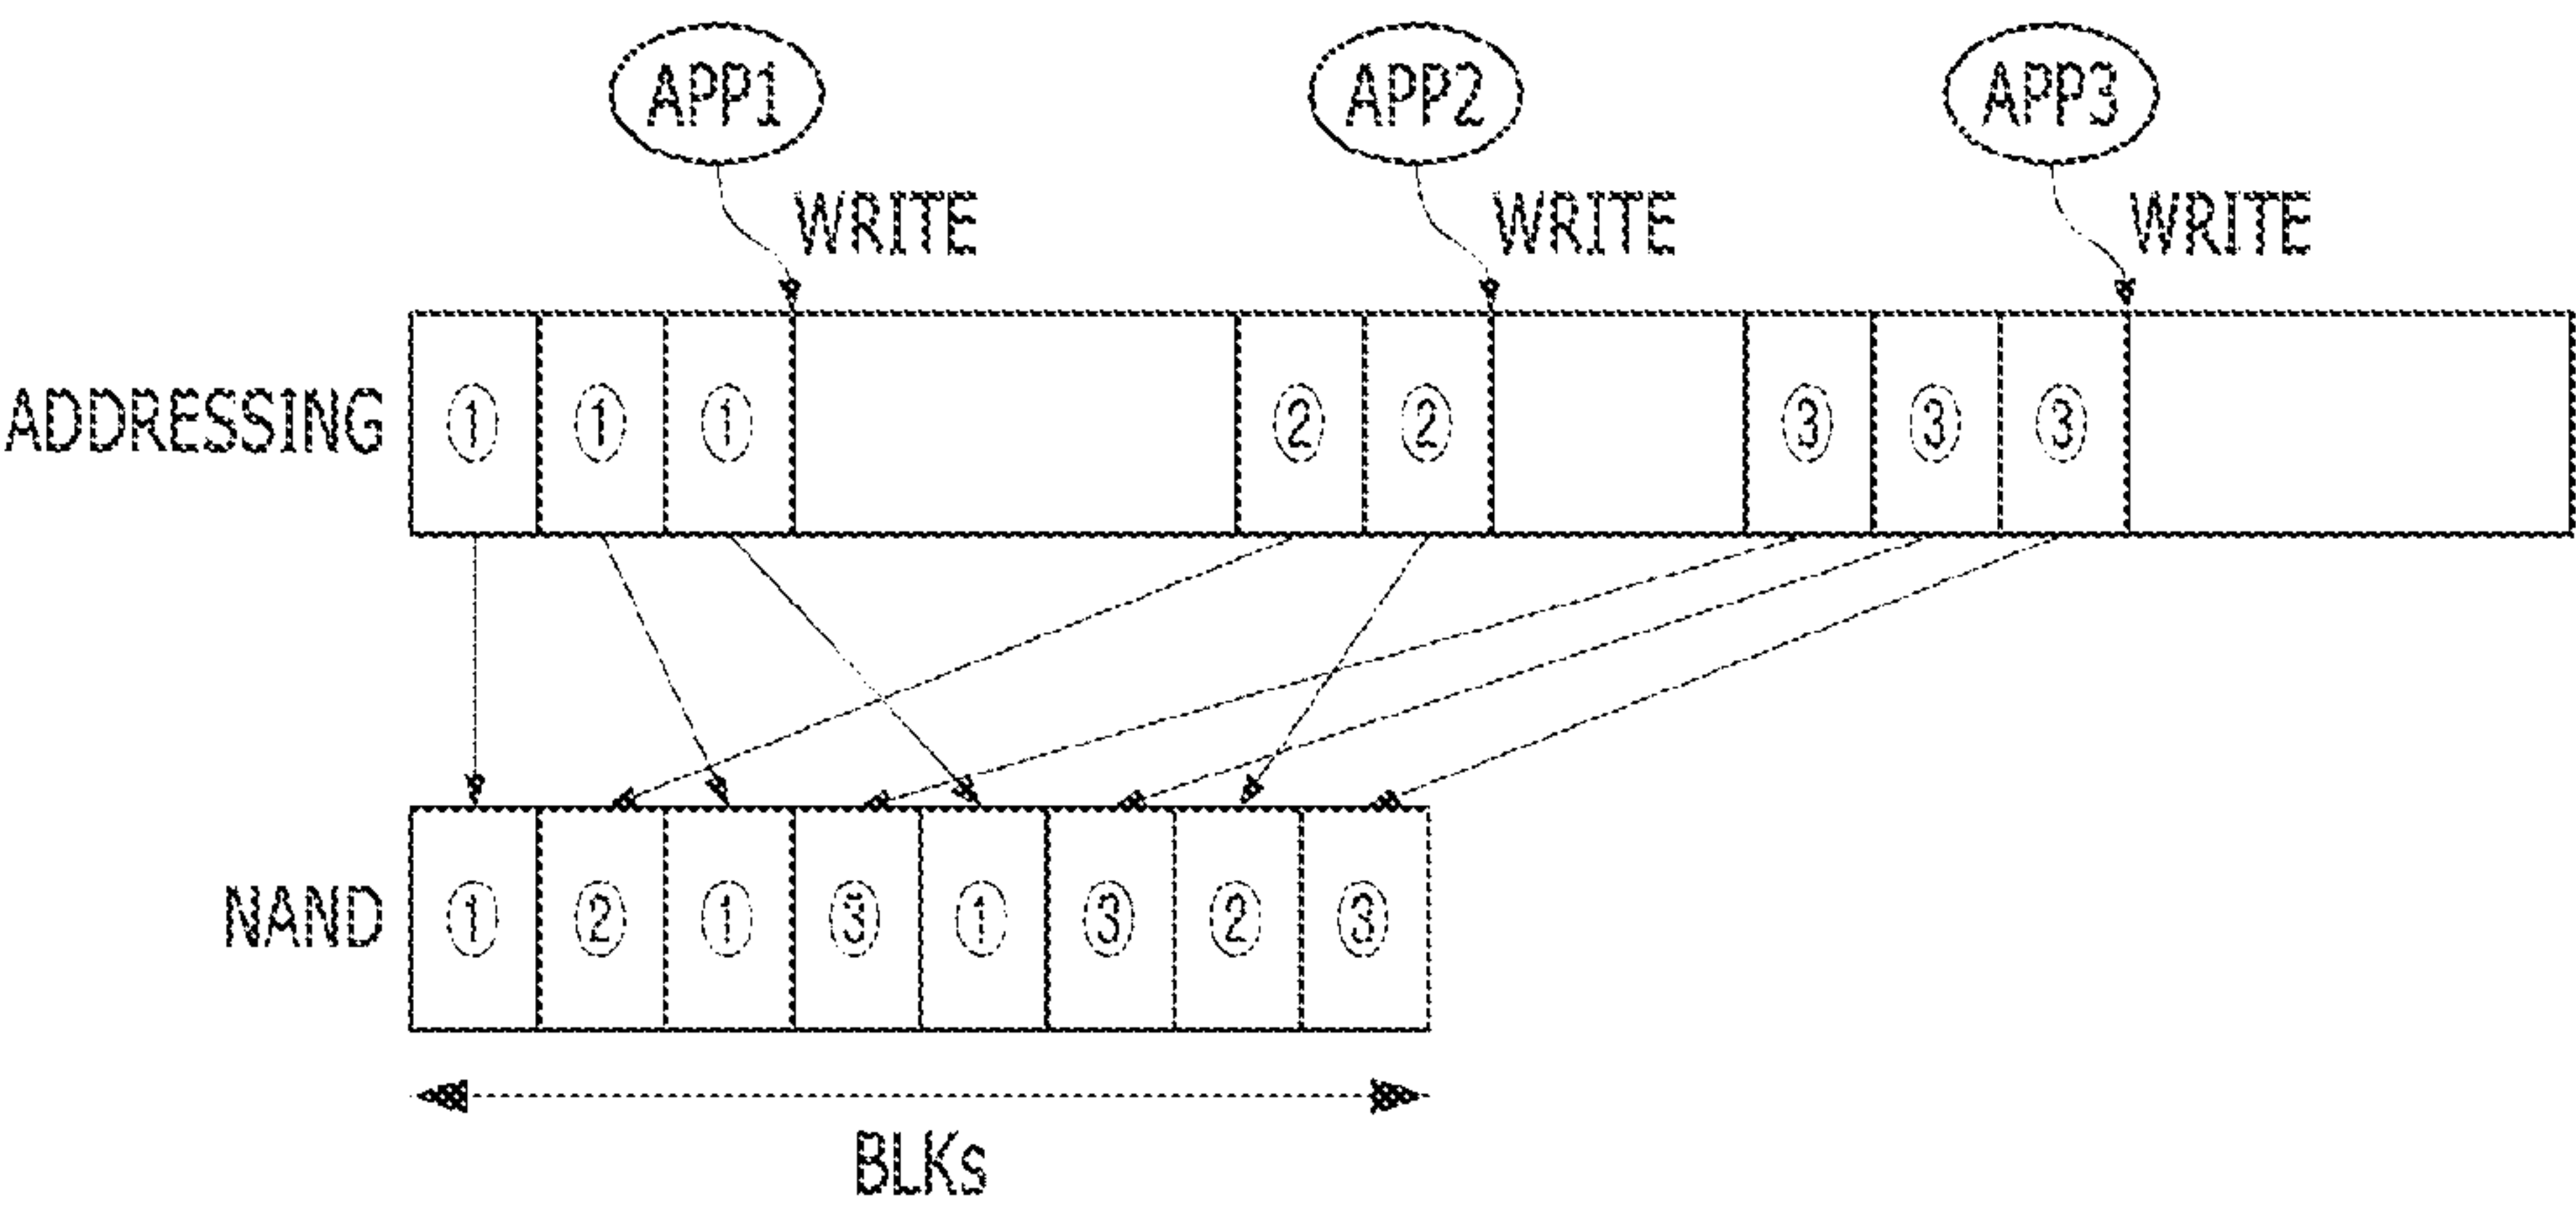 APP1 APP2 APP3
WRITE WRITE WRITE
ADDRESSING ① ① ① ② ② ③ ③ ③
NAND ① ② ① ③ ① ③ ② ③
BLKs